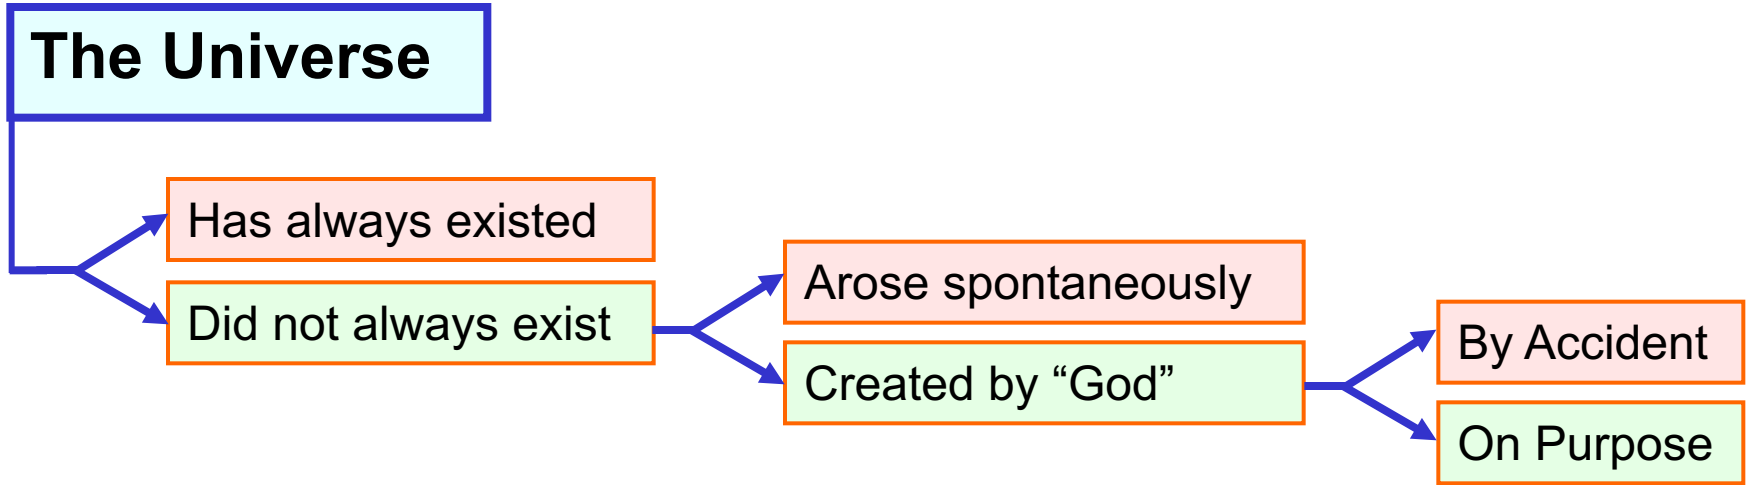 The Universe
Has always existed
Did not always exist
Arose spontaneously
Created by “God”
By Accident
On Purpose